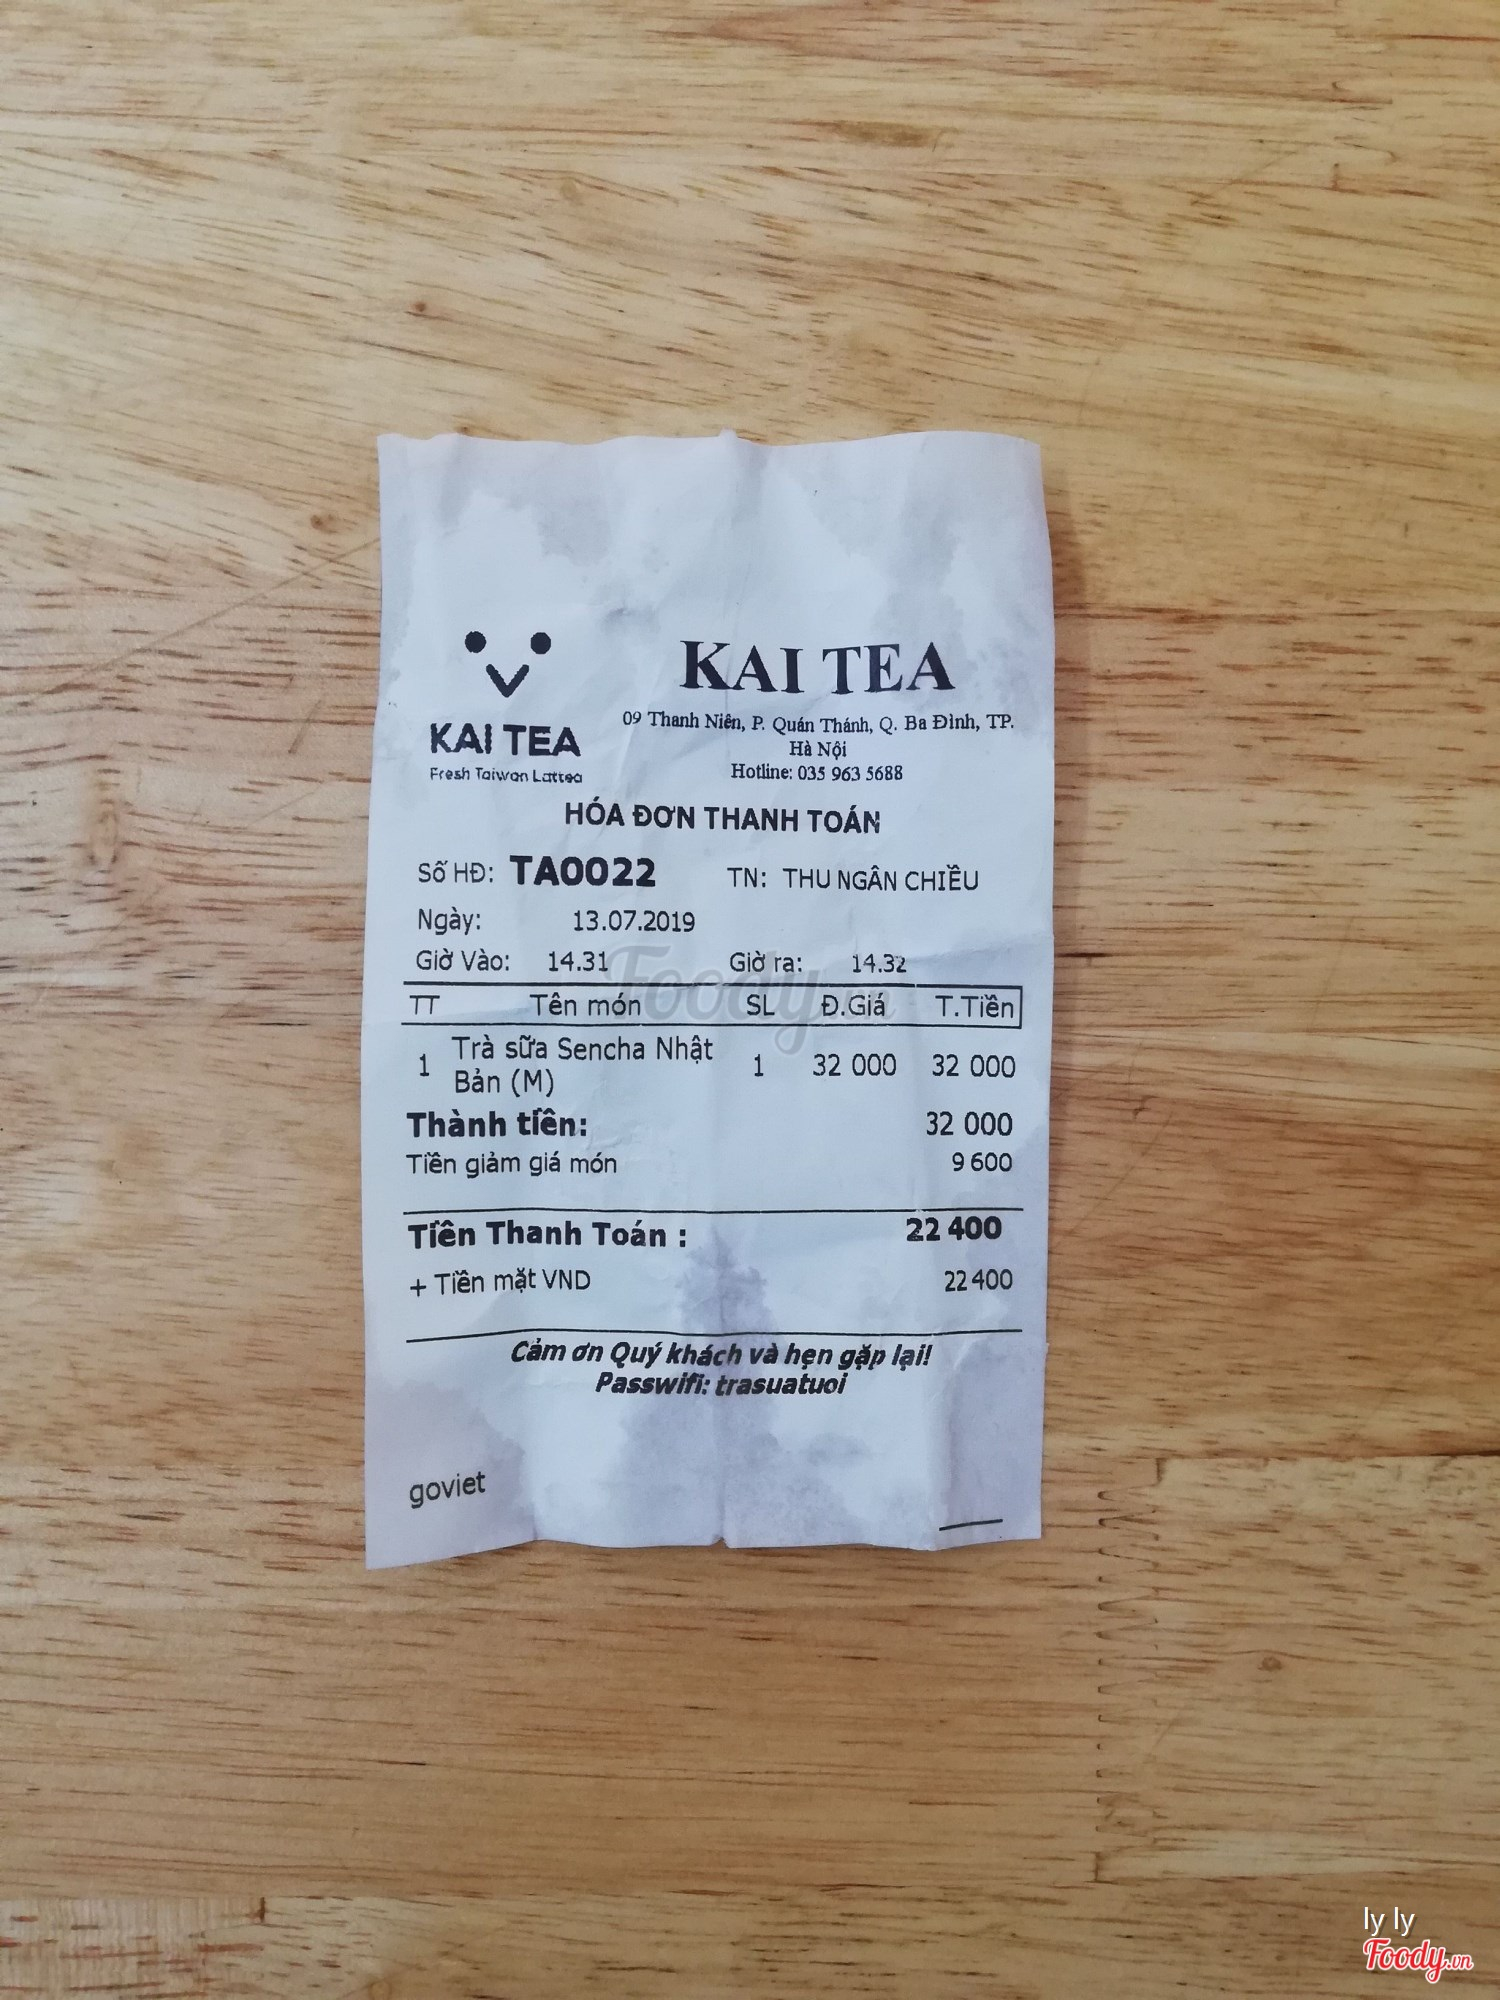 KAI TEA
Fresh Taiwan Lattea
KAI TEA
09 Thanh Niên, P. Quán Thánh, Q. Ba Đình, TP.
Hà Nội
Hotline: 035 963 5688
HÓA ĐƠN THANH TOÁN
Số HĐ: TA0022 TN: THU NGÂN CHIỀU
Ngày: 13.07.2019
Giờ Vào: 14.31 Giờ ra: 14.32
Foody.vn
TT Tên món SL Đ.Giá T.Tiền
1 Trà sữa Sencha Nhật 1 32 000 32 000
Bản (M)
Thành tiền: 32 000
Tiền giảm giá món 9 600
Tiền Thanh Toán : 22 400
+ Tiền mặt VND 22 400
Cảm ơn Quý khách và hẹn gặp lại!
Passwifi: trasuatuoi
goviet
ly ly
Foody.vn